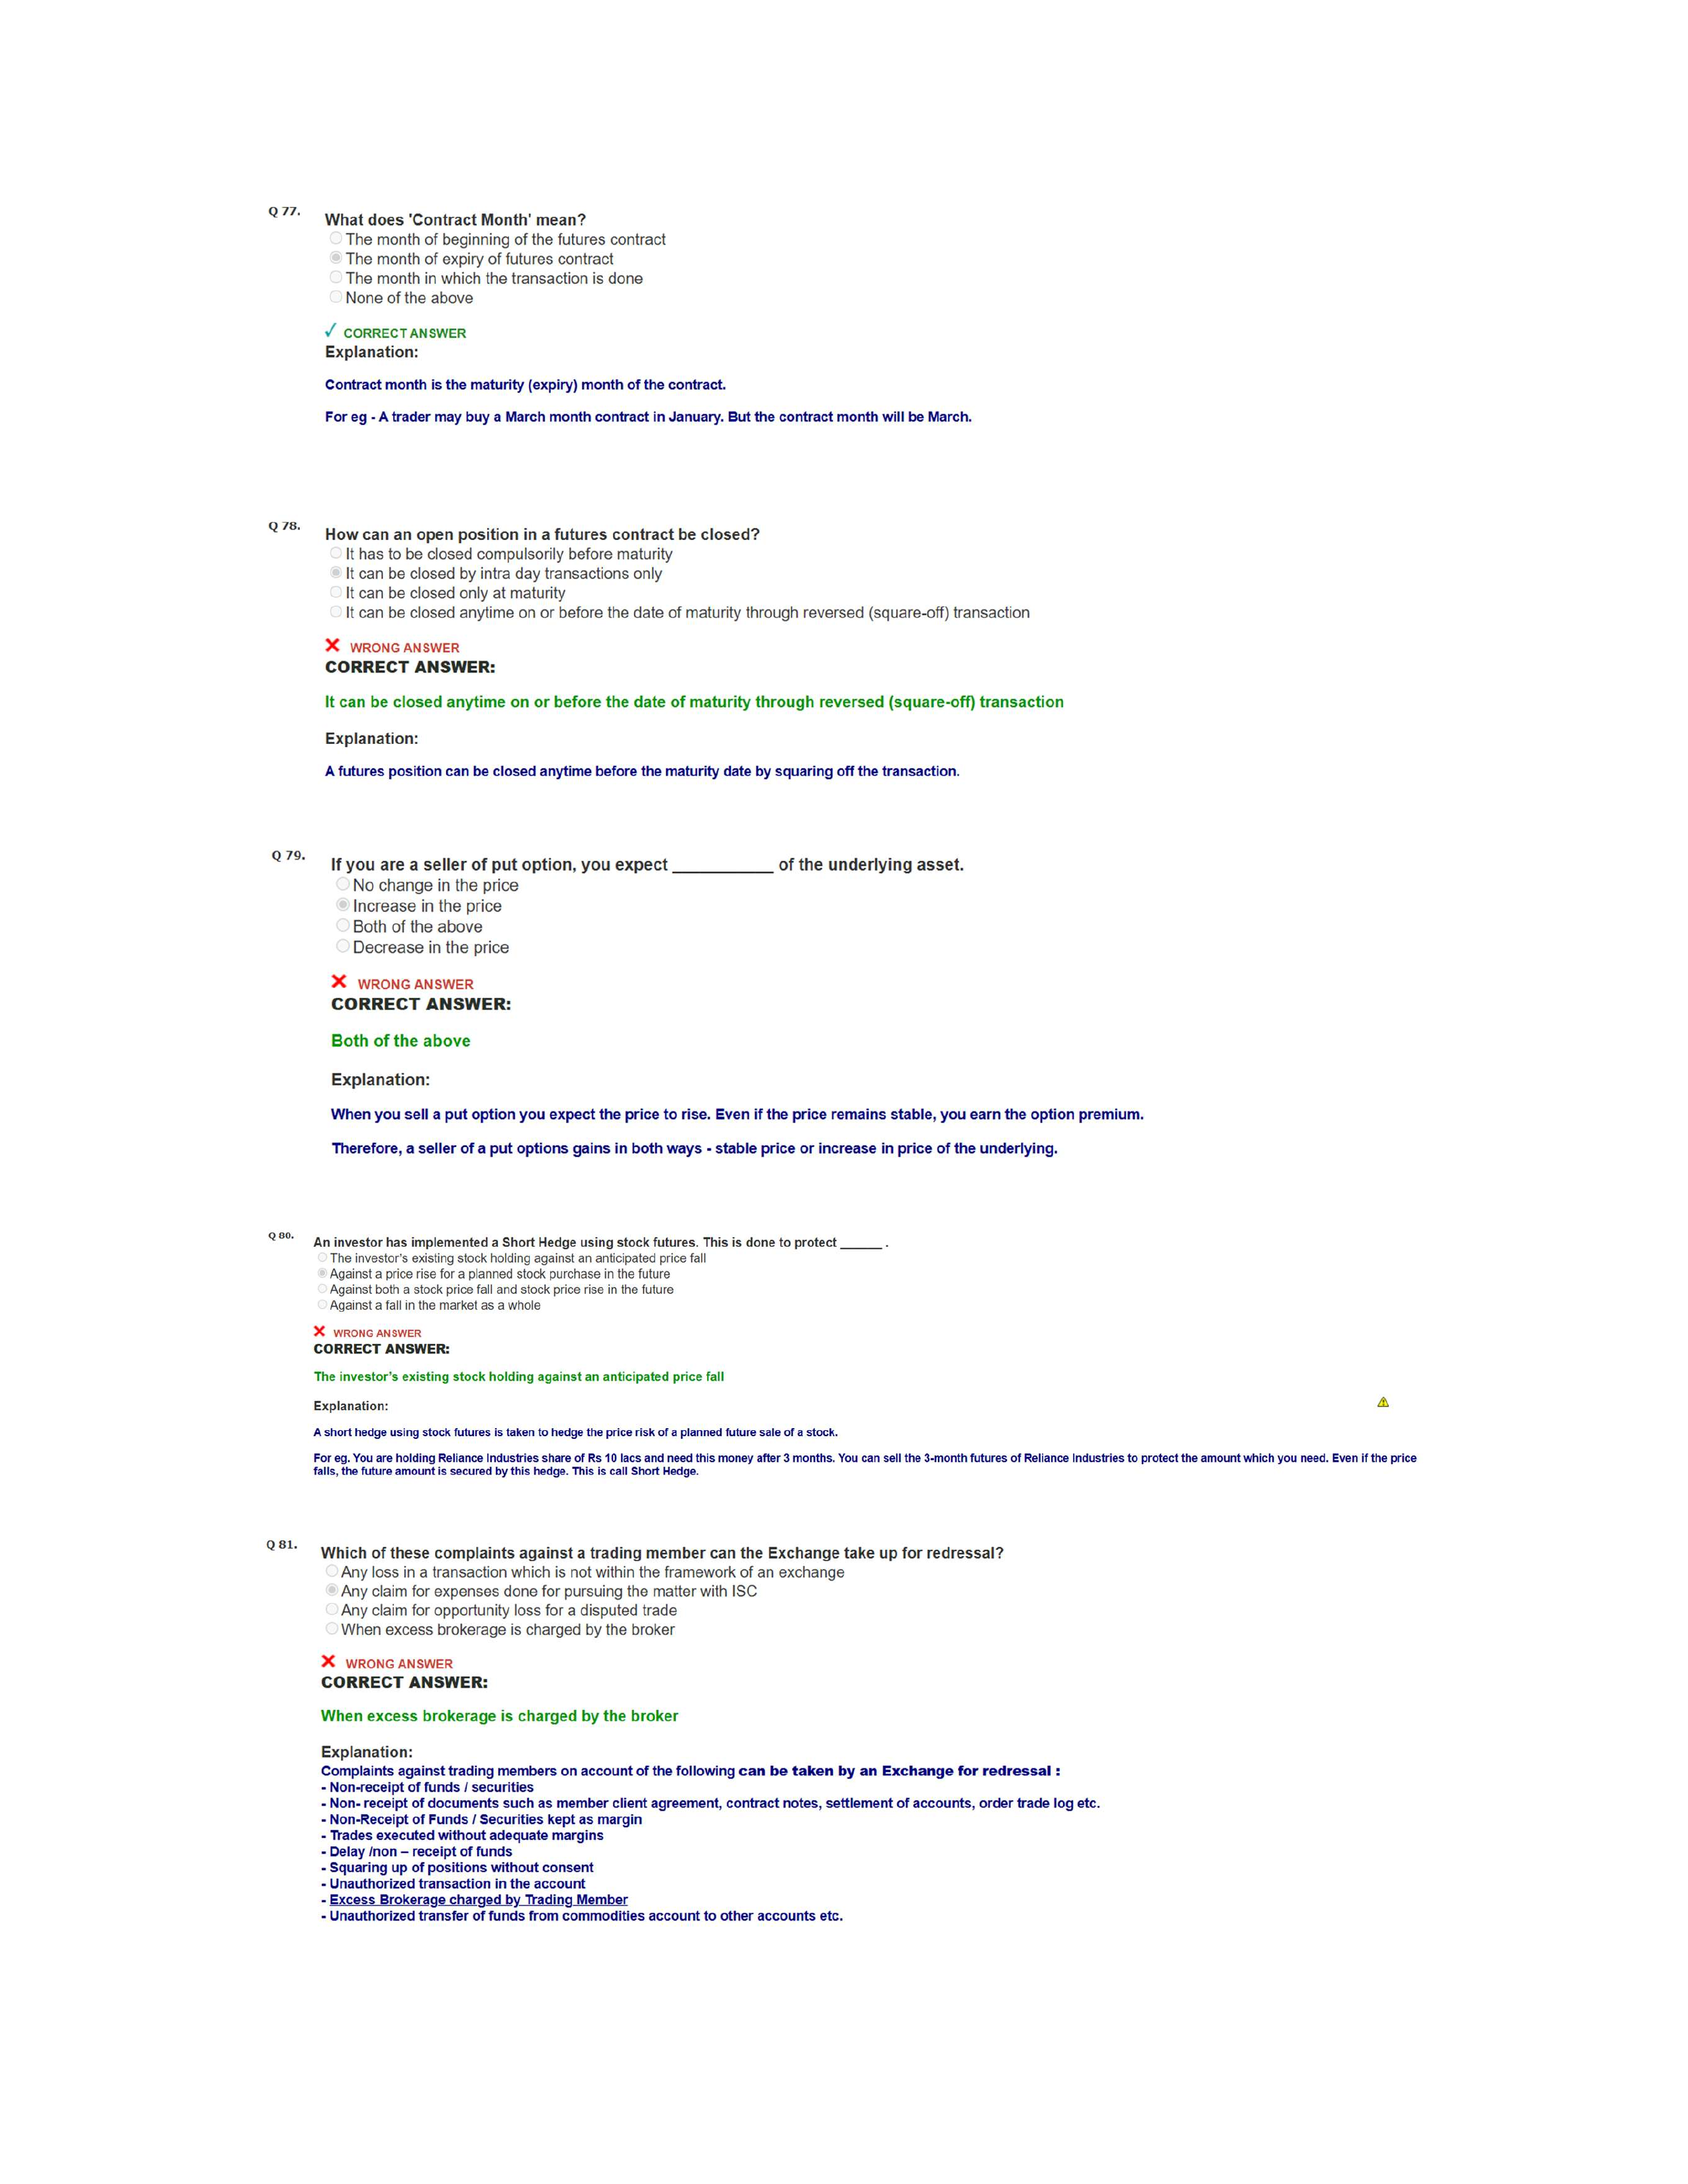 Q 77.
What does 'Contract Month' mean?
The month of beginning of the futures contract
The month of expiry of futures contract
The month in which the transaction is done
None of the above
✓ CORRECT ANSWER
Explanation:
Contract month is the maturity (expiry) month of the contract.
For eg - A trader may buy a March month contract in January. But the contract month will be March.
Q 78.
How can an open position in a futures contract be closed?
It has to be closed compulsorily before maturity
It can be closed by intra day transactions only
It can be closed only at maturity
It can be closed anytime on or before the date of maturity through reversed (square-off) transaction
✕ WRONG ANSWER
CORRECT ANSWER:
It can be closed anytime on or before the date of maturity through reversed (square-off) transaction
Explanation:
A futures position can be closed anytime before the maturity date by squaring off the transaction.
Q 79.
If you are a seller of put option, you expect ___________ of the underlying asset.
No change in the price
Increase in the price
Both of the above
Decrease in the price
✕ WRONG ANSWER
CORRECT ANSWER:
Both of the above
Explanation:
When you sell a put option you expect the price to rise. Even if the price remains stable, you earn the option premium.
Therefore, a seller of a put options gains in both ways - stable price or increase in price of the underlying.
Q 80.
An investor has implemented a Short Hedge using stock futures. This is done to protect ______ .
The investor's existing stock holding against an anticipated price fall
Against a price rise for a planned stock purchase in the future
Against both a stock price fall and stock price rise in the future
Against a fall in the market as a whole
✕ WRONG ANSWER
CORRECT ANSWER:
The investor's existing stock holding against an anticipated price fall
Explanation:
A short hedge using stock futures is taken to hedge the price risk of a planned future sale of a stock.
For eg. You are holding Reliance Industries share of Rs 10 lacs and need this money after 3 months. You can sell the 3-month futures of Reliance Industries to protect the amount which you need. Even if the price
falls, the future amount is secured by this hedge. This is call Short Hedge.
Q 81.
Which of these complaints against a trading member can the Exchange take up for redressal?
Any loss in a transaction which is not within the framework of an exchange
Any claim for expenses done for pursuing the matter with ISC
Any claim for opportunity loss for a disputed trade
When excess brokerage is charged by the broker
✕ WRONG ANSWER
CORRECT ANSWER:
When excess brokerage is charged by the broker
Explanation:
Complaints against trading members on account of the following can be taken by an Exchange for redressal :
- Non-receipt of funds / securities
- Non- receipt of documents such as member client agreement, contract notes, settlement of accounts, order trade log etc.
- Non-Receipt of Funds / Securities kept as margin
- Trades executed without adequate margins
- Delay /non – receipt of funds
- Squaring up of positions without consent
- Unauthorized transaction in the account
- Excess Brokerage charged by Trading Member
- Unauthorized transfer of funds from commodities account to other accounts etc.